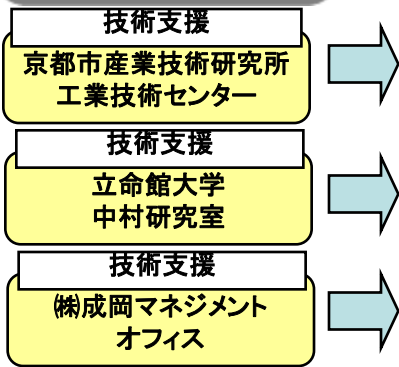 技術支援
京都市産業技術研究所
工業技術センター
技術支援
立命館大学
中村研究室
技術支援
㈱成岡マネジメント
オフィス